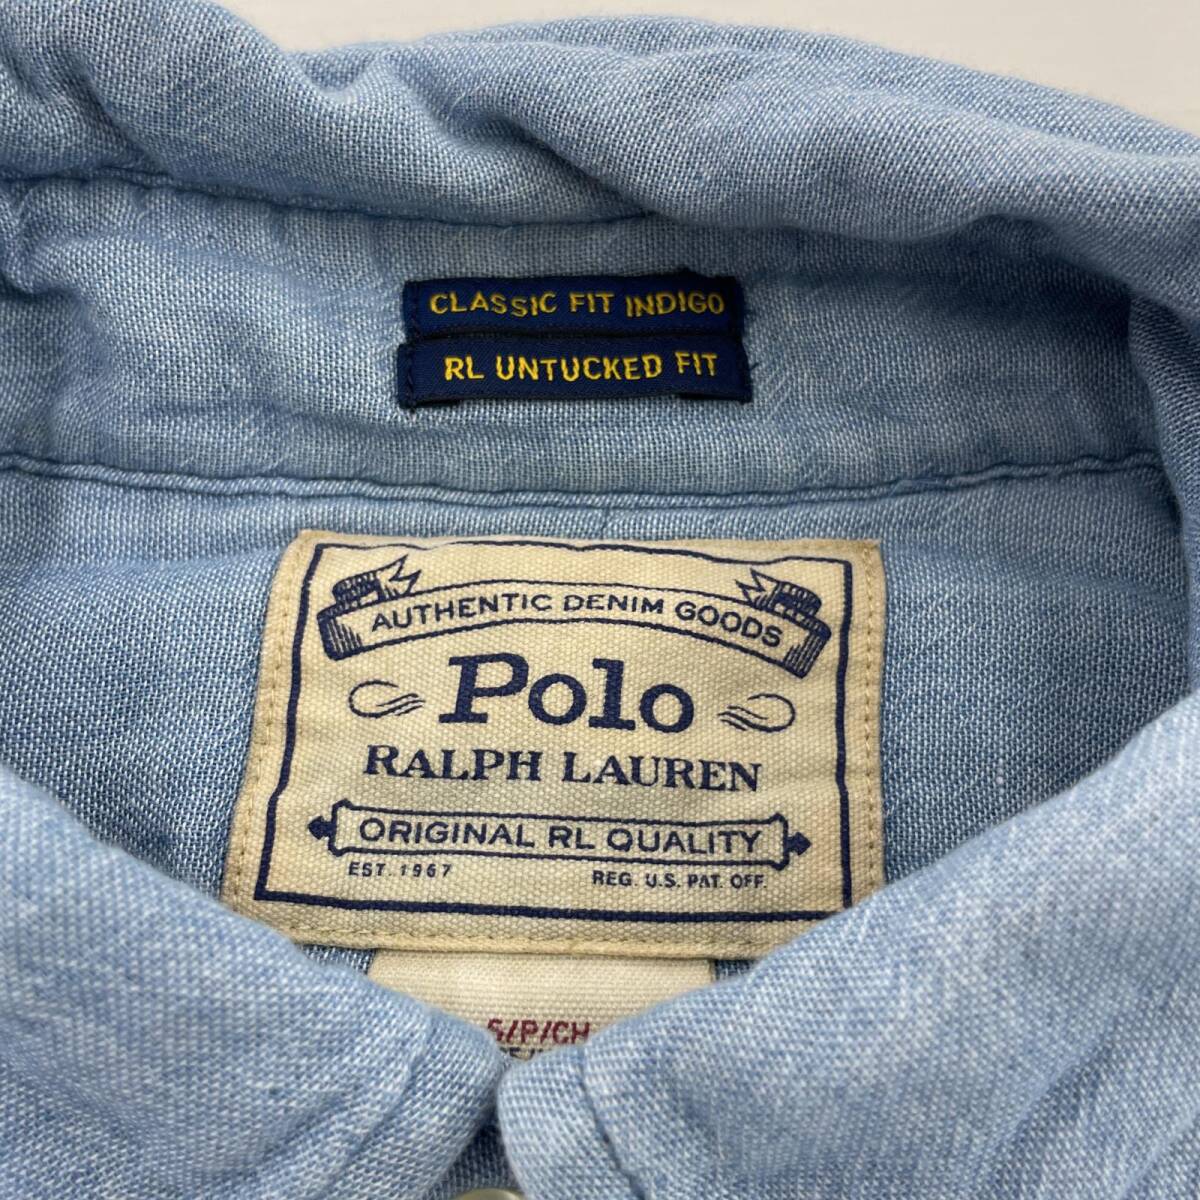 CLASSIC FIT INDIGO
RL UNTUCKED FIT
AUTHENTIC DENIM GOODS
Polo
RALPH LAUREN
ORIGINAL RL QUALITY
EST. 1967 REG. U.S. PAT. OFF.
S/P/CH